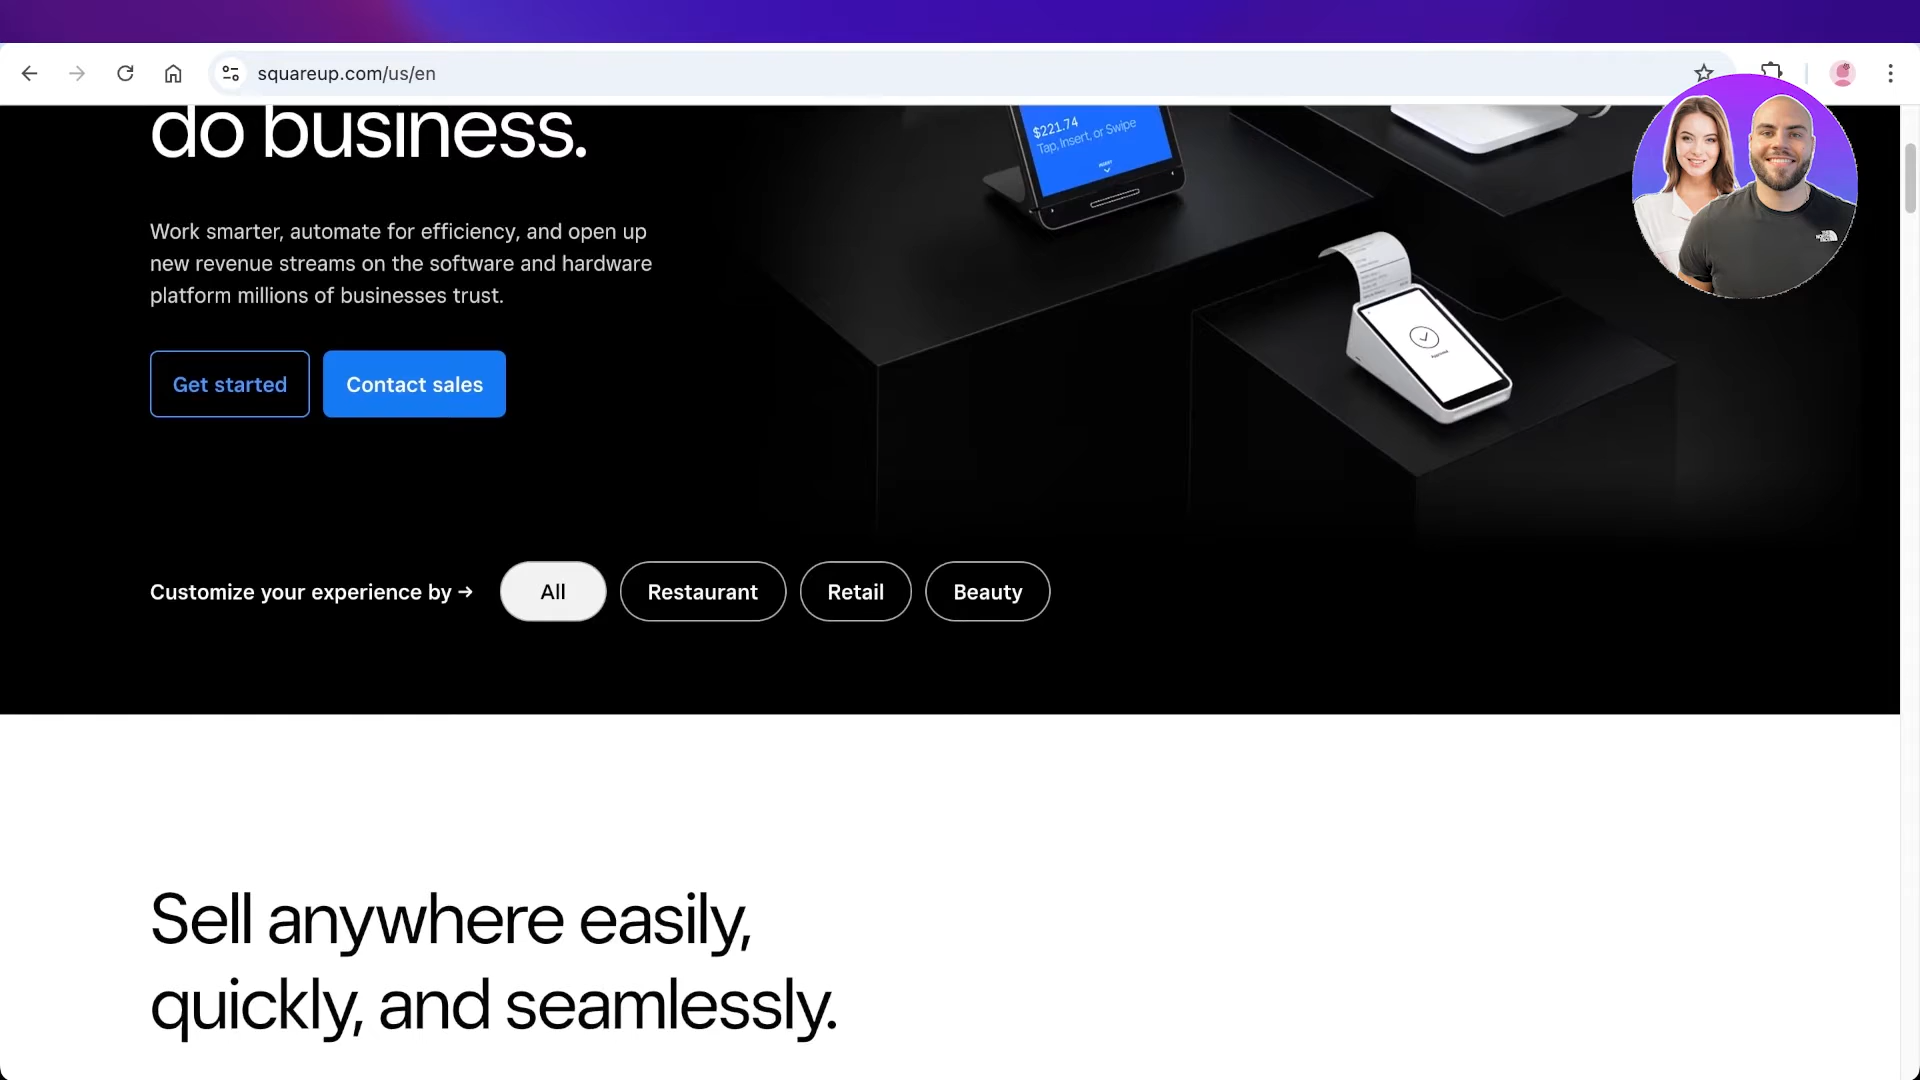 squareup.com/us/en
do business.
$221.74
Tap, Insert, or Swipe
INSERT
Work smarter, automate for efficiency, and open up
new revenue streams on the software and hardware
platform millions of businesses trust.
Approved
Get started
Contact sales
Customize your experience by →
All
Restaurant
Retail
Beauty
Sell anywhere easily,
quickly, and seamlessly.